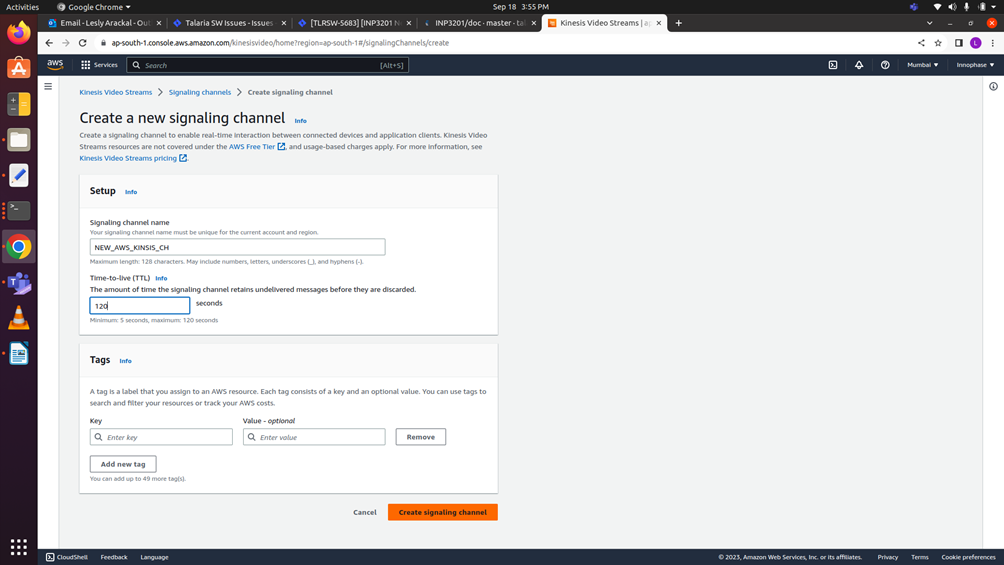 Activities
Google Chrome
Sep 18 3:55 PM
Email - Lesly Arackal - Out
Talaria SW Issues - Issues
[TLRSW-5683] [INP3201 N
INP3201/doc · master · ta
Kinesis Video Streams | ap
ap-south-1.console.aws.amazon.com/kinesisvideo/home?region=ap-south-1#/signalingChannels/create
L
aws
Services
Search
[Alt+S]
Mumbai
Innophase
Kinesis Video Streams
Signaling channels
Create signaling channel
Create a new signaling channel Info
Create a signaling channel to enable real-time interaction between connected devices and application clients. Kinesis Video
Streams resources are not covered under the AWS Free Tier, and usage-based charges apply. For more information, see
Kinesis Video Streams pricing.
Setup Info
Signaling channel name
Your signaling channel name must be unique for the current account and region.
NEW_AWS_KINSIS_CH
Maximum length: 128 characters. May include numbers, letters, underscores (_), and hyphens (-).
Time-to-live (TTL) Info
The amount of time the signaling channel retains undelivered messages before they are discarded.
120
seconds
Minimum: 5 seconds, maximum: 120 seconds
Tags Info
A tag is a label that you assign to an AWS resource. Each tag consists of a key and an optional value. You can use tags to
search and filter your resources or track your AWS costs.
Key
Value - optional
Enter key
Enter value
Remove
Add new tag
You can add up to 49 more tag(s).
Cancel
Create signaling channel
CloudShell
Feedback
Language
© 2023, Amazon Web Services, Inc. or its affiliates.
Privacy
Terms
Cookie preferences